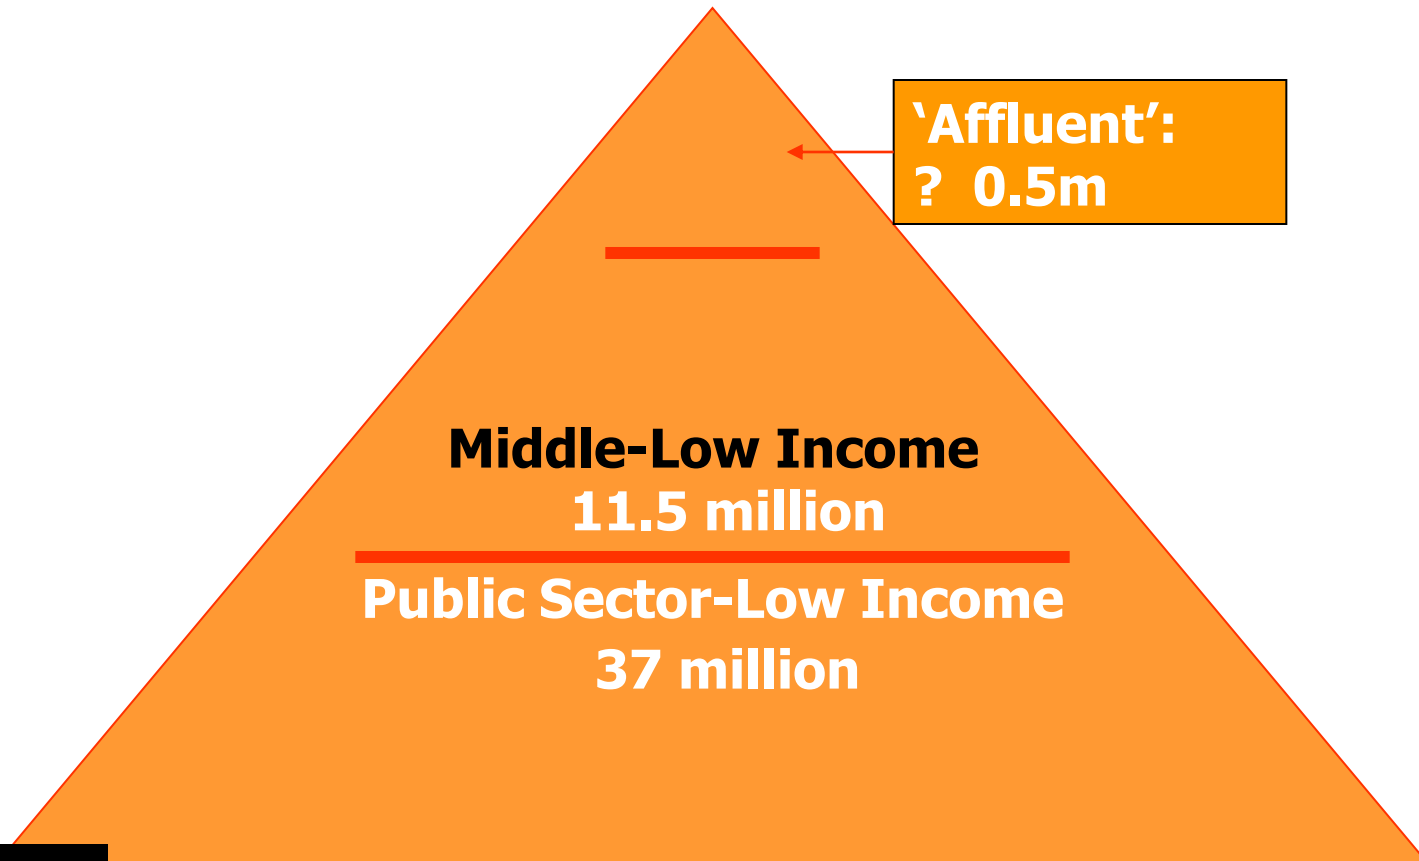 ‘Affluent’:
? 0.5m
Middle-Low Income
11.5 million
Public Sector-Low Income
37 million